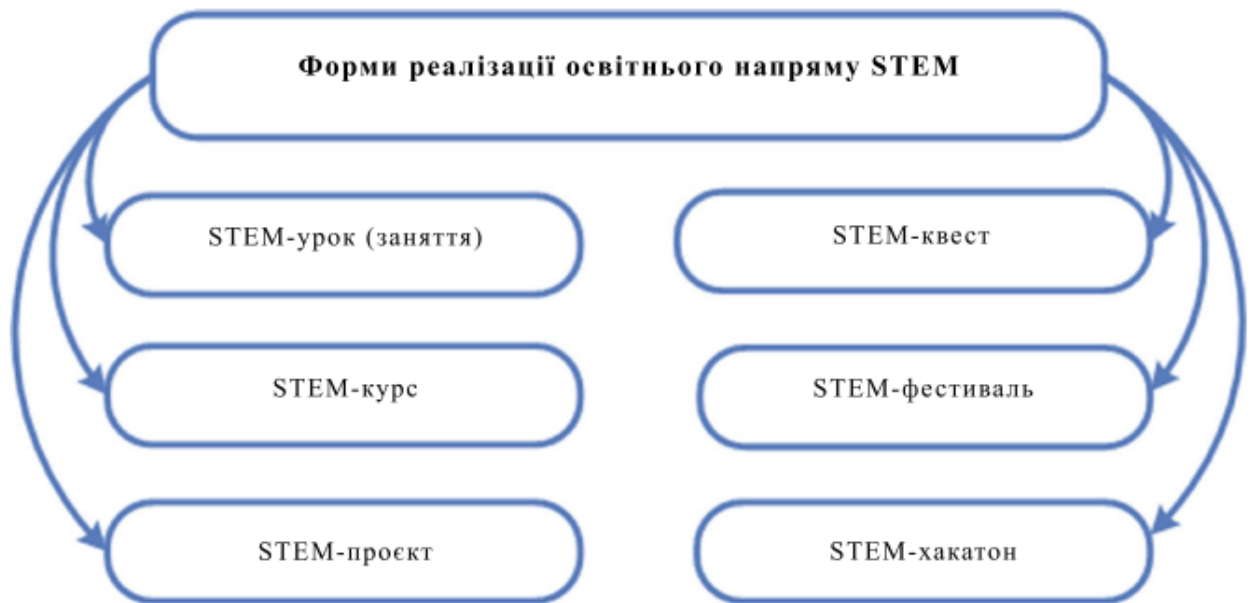 Форми реалізації освітнього напряму STEM
STEM-урок (заняття)
STEM-квест
STEM-курс
STEM-фестиваль
STEM-проєкт
STEM-хакатон